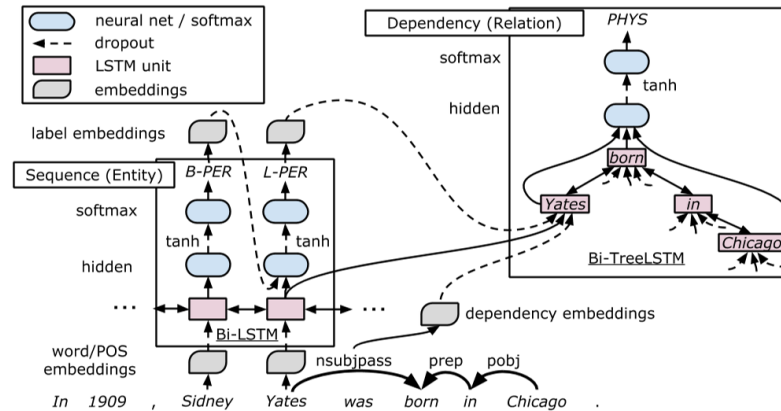 neural net / softmax
dropout
LSTM unit
embeddings
label embeddings
Sequence (Entity)
B-PER L-PER
softmax
tanh tanh
hidden
... ...
Bi-LSTM
word/POS
embeddings
In 1909 , Sidney Yates was born in Chicago .
nsubjpass prep pobj
dependency embeddings
Dependency (Relation)
PHYS
softmax
tanh
hidden
born
Yates in
Chicago
Bi-TreeLSTM